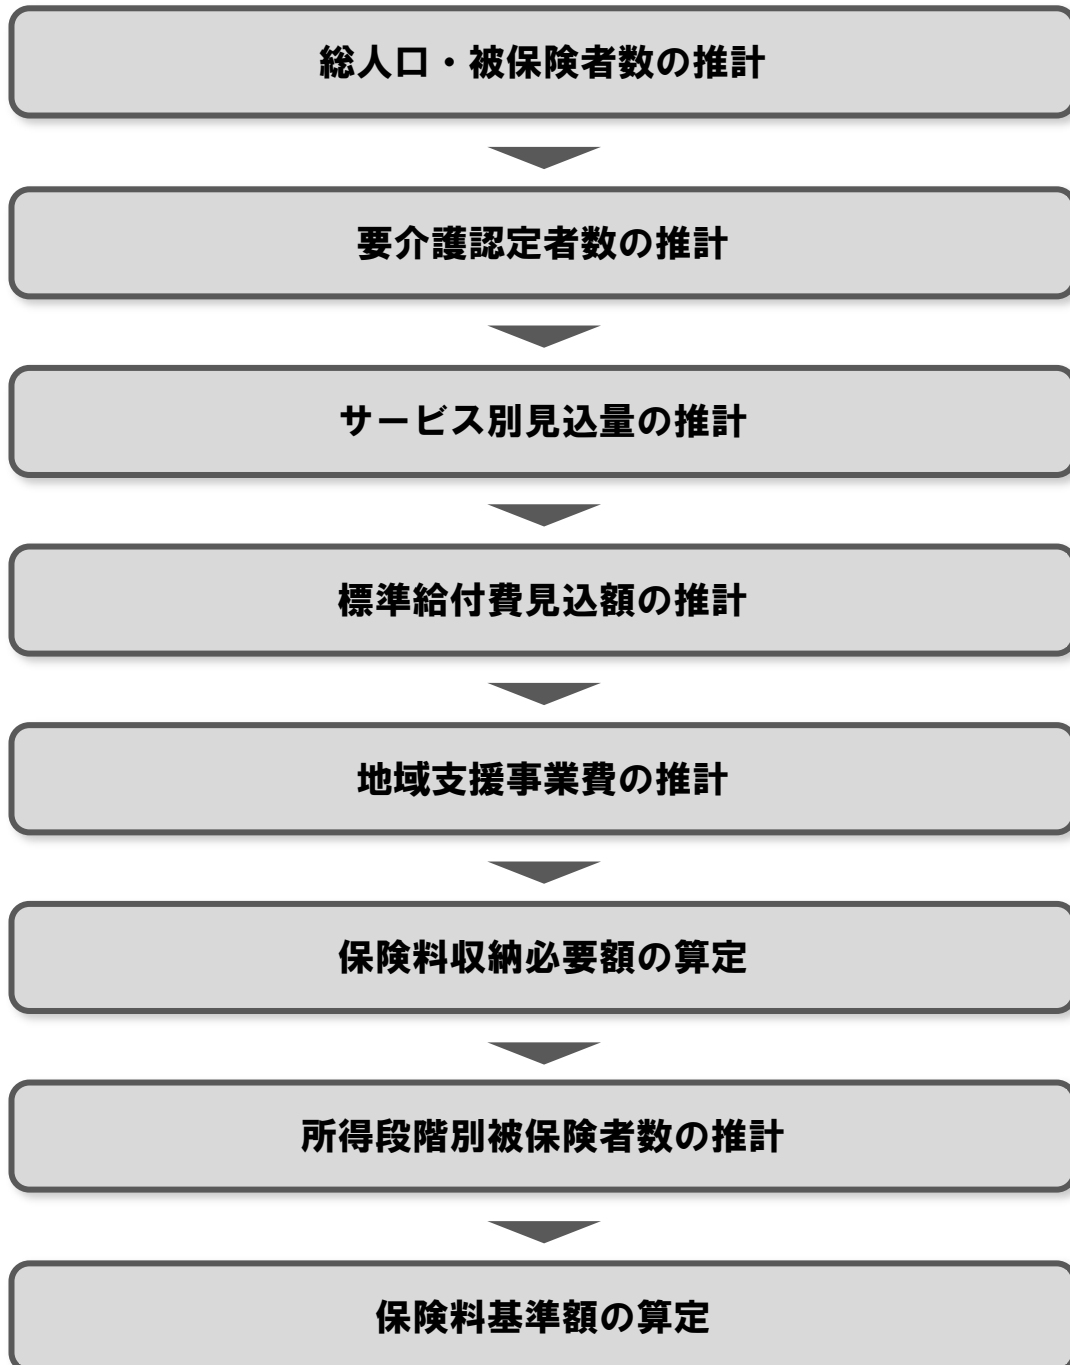 総人口・被保険者数の推計
要介護認定者数の推計
サービス別見込量の推計
標準給付費見込額の推計
地域支援事業費の推計
保険料収納必要額の算定
所得段階別被保険者数の推計
保険料基準額の算定